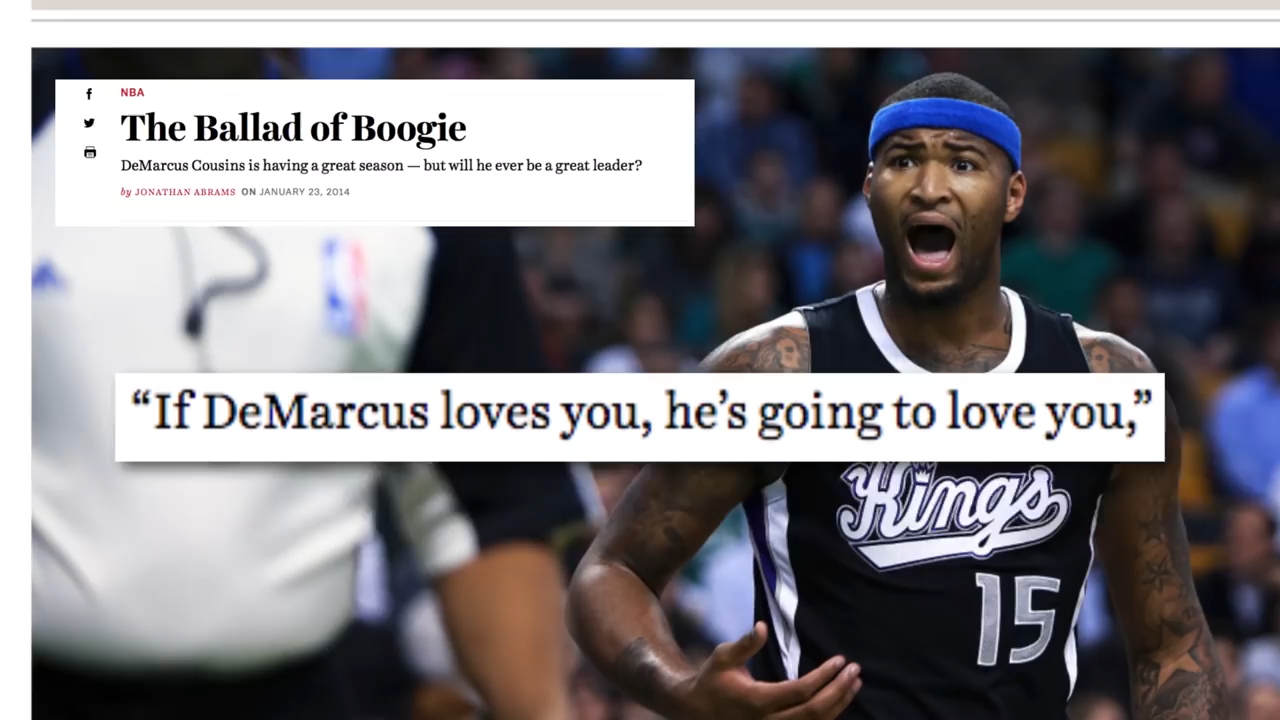 NBA
The Ballad of Boogie
DeMarcus Cousins is having a great season — but will he ever be a great leader?
by JONATHAN ABRAMS ON JANUARY 23, 2014
“If DeMarcus loves you, he’s going to love you,”
Kings
15